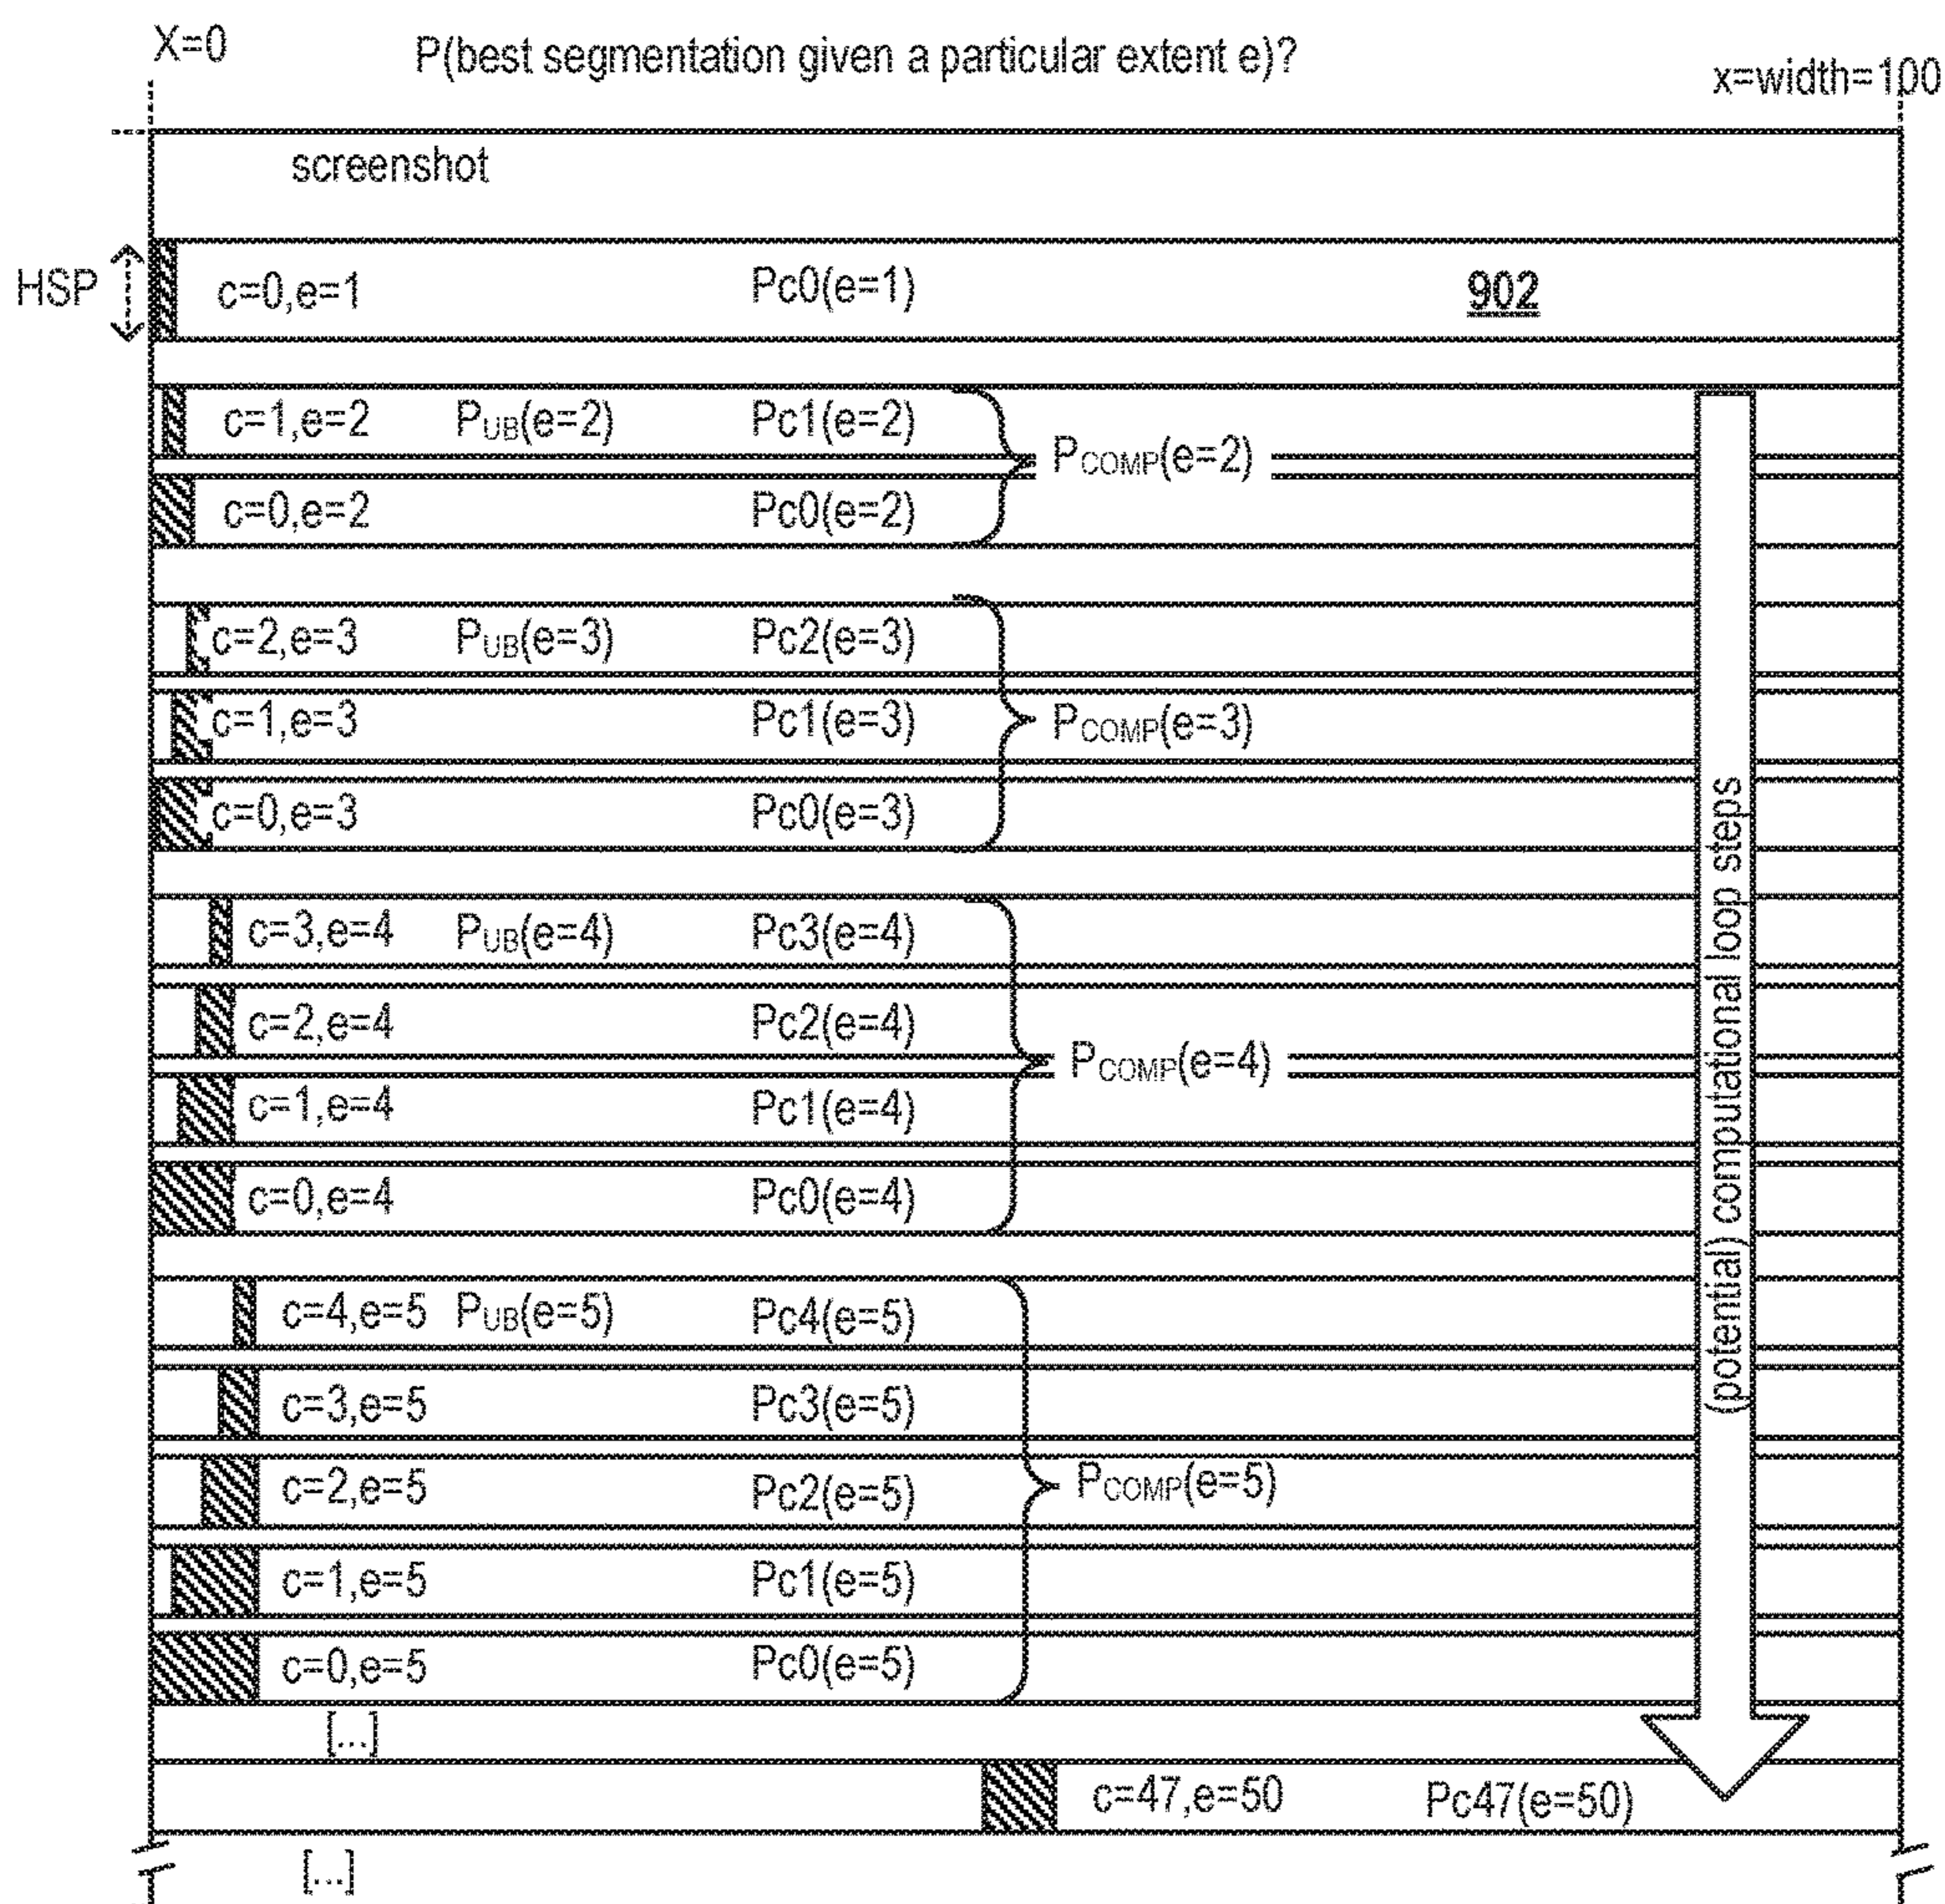 X=0
P(best segmentation given a particular extent e)?
x=width=100
screenshot
HSP
c=0,e=1 Pc0(e=1) 902
c=1,e=2 PUB(e=2) Pc1(e=2)
PCOMP(e=2)
c=0,e=2 Pc0(e=2)
c=2,e=3 PUB(e=3) Pc2(e=3)
c=1,e=3 Pc1(e=3) PCOMP(e=3)
c=0,e=3 Pc0(e=3)
c=3,e=4 PUB(e=4) Pc3(e=4)
c=2,e=4 Pc2(e=4)
PCOMP(e=4)
c=1,e=4 Pc1(e=4)
c=0,e=4 Pc0(e=4)
c=4,e=5 PUB(e=5) Pc4(e=5)
c=3,e=5 Pc3(e=5)
c=2,e=5 Pc2(e=5) PCOMP(e=5)
c=1,e=5 Pc1(e=5)
c=0,e=5 Pc0(e=5)
(potential) computational loop steps
[...]
c=47,e=50 Pc47(e=50)
[...]